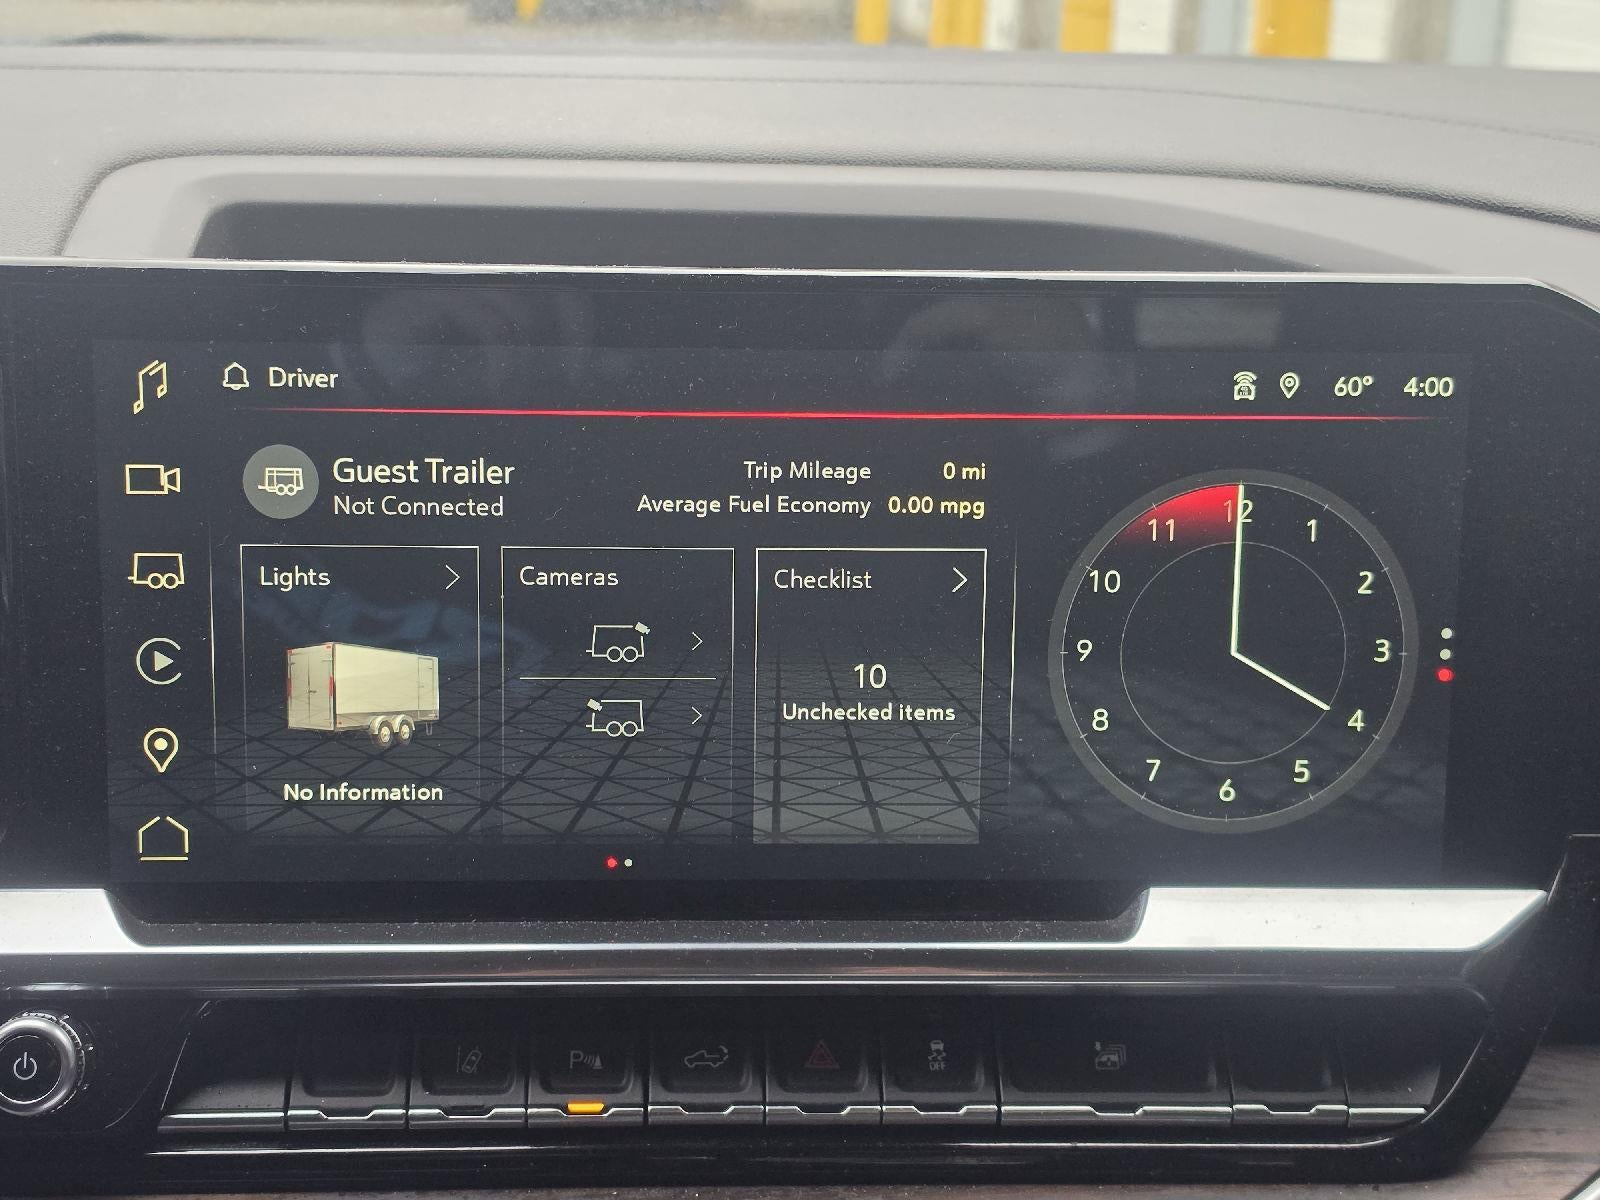 Driver
60° 4:00
Guest Trailer
Not Connected
Trip Mileage 0 mi
Average Fuel Economy 0.00 mpg
Lights
No Information
Cameras
Checklist
10
Unchecked items
12
1
2
3
4
5
6
7
8
9
10
11
P
OFF